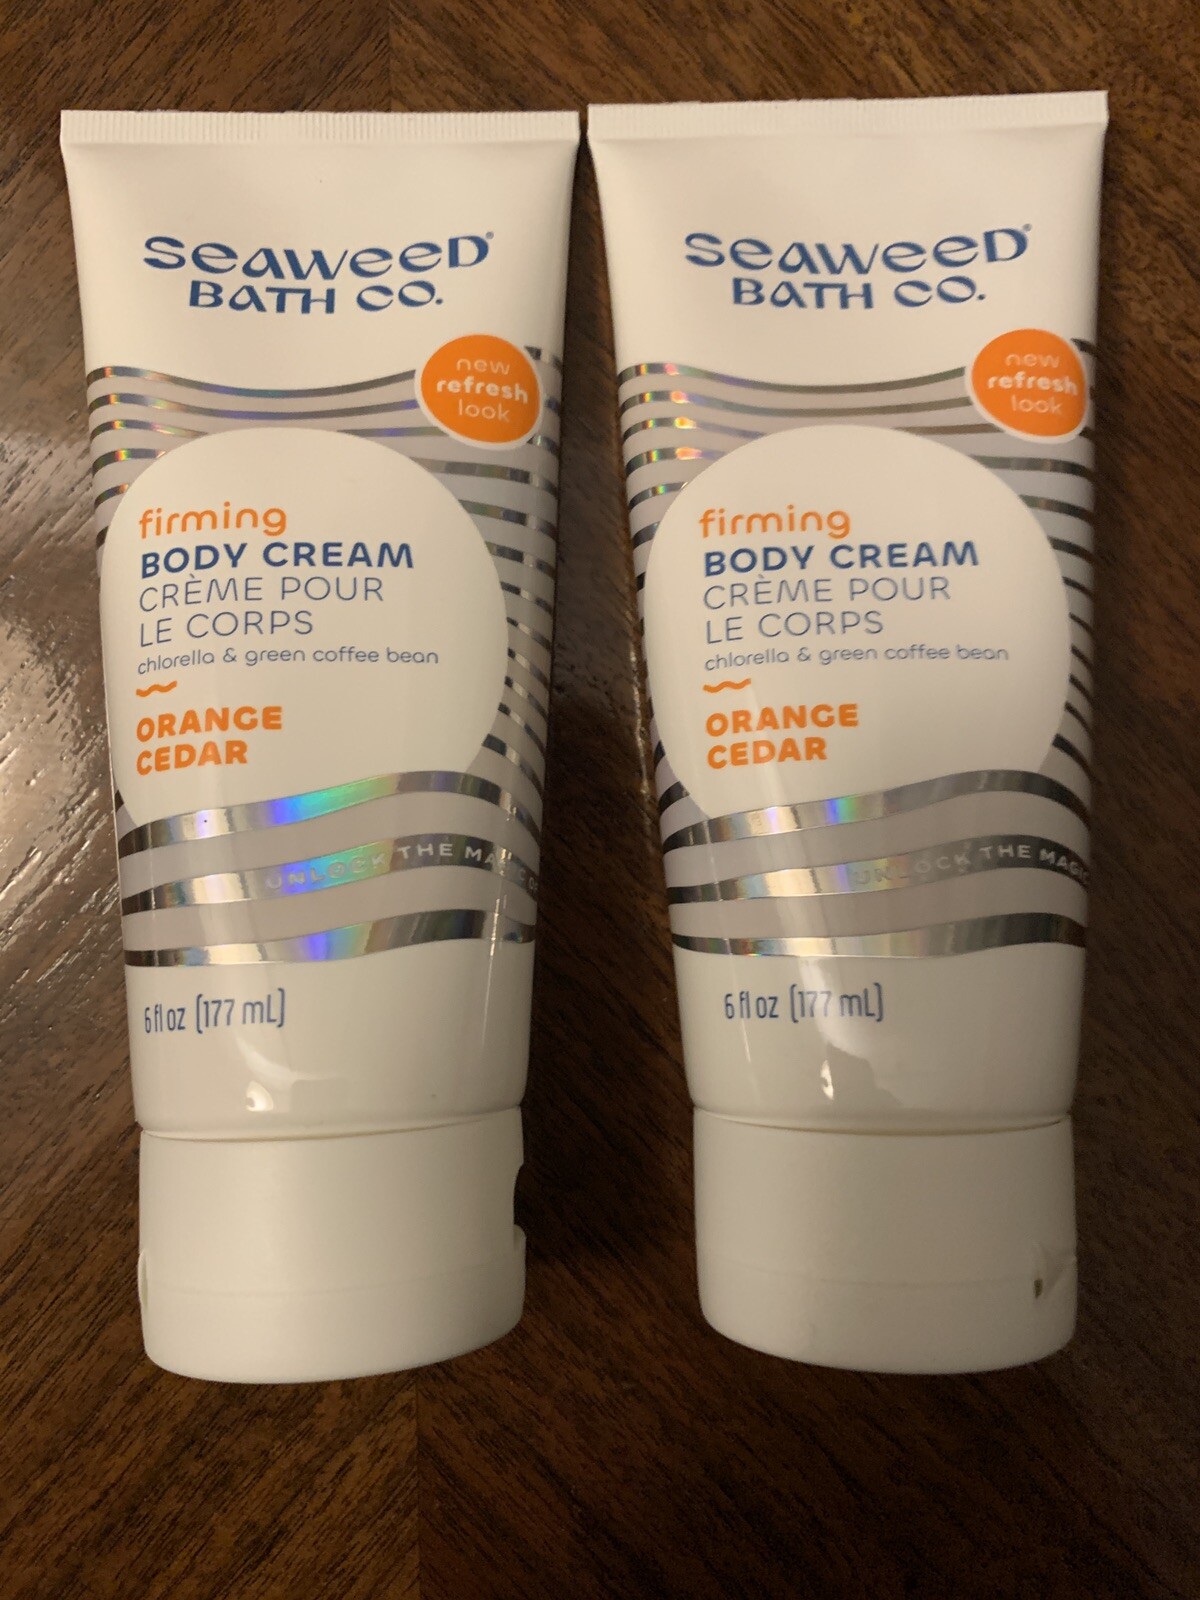 SEAWEED®
BATH CO.
new
refresh
look
firming
BODY CREAM
CRÈME POUR
LE CORPS
chlorella & green coffee bean
ORANGE
CEDAR
UNLOCK THE MAGIC
6 fl oz (177 mL)
SEAWEED®
BATH CO.
new
refresh
look
firming
BODY CREAM
CRÈME POUR
LE CORPS
chlorella & green coffee bean
ORANGE
CEDAR
UNLOCK THE MAGIC
6 fl oz (177 mL)